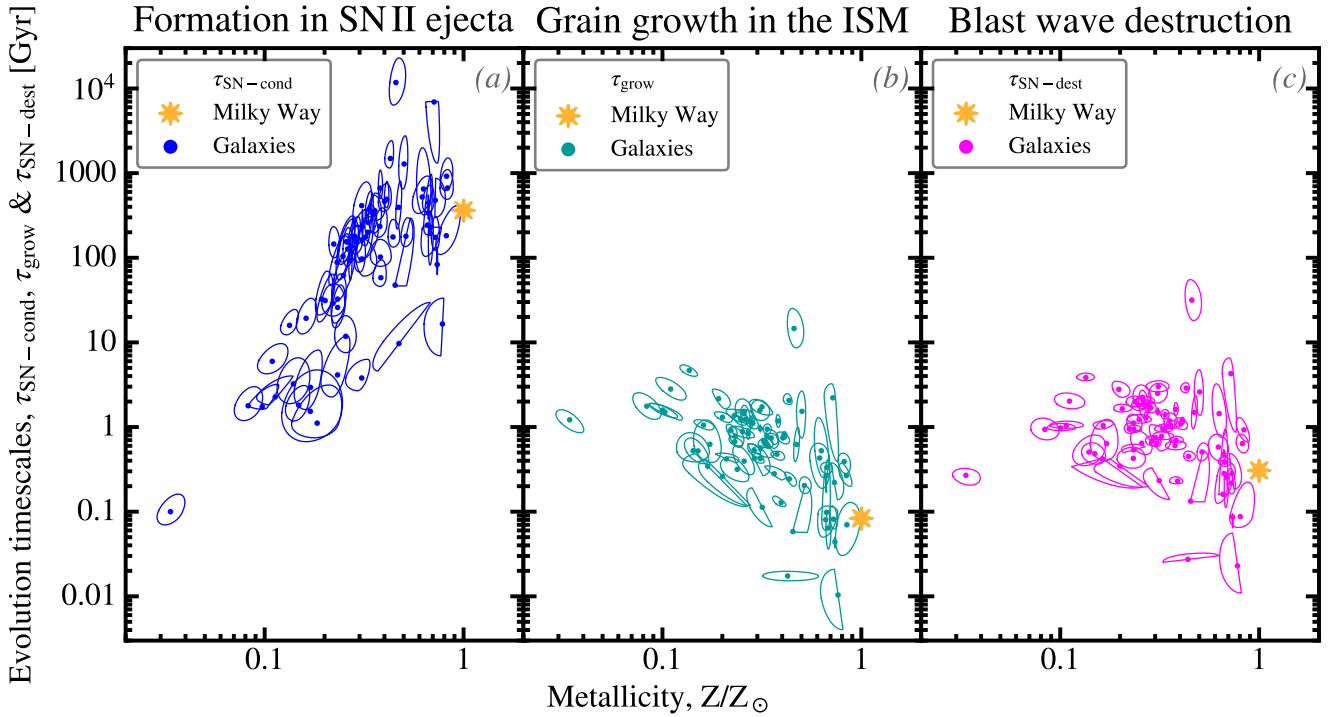 Formation in SN II ejecta
Grain growth in the ISM
Blast wave destruction
Evolution timescales, τSN−cond, τgrow & τSN−dest [Gyr]
10⁴
1000
100
10
1
0.1
0.01
τSN−cond
Milky Way
Galaxies
(a)
τgrow
Milky Way
Galaxies
(b)
τSN−dest
Milky Way
Galaxies
(c)
0.1 1 0.1 1 0.1 1
Metallicity, Z/Z⊙